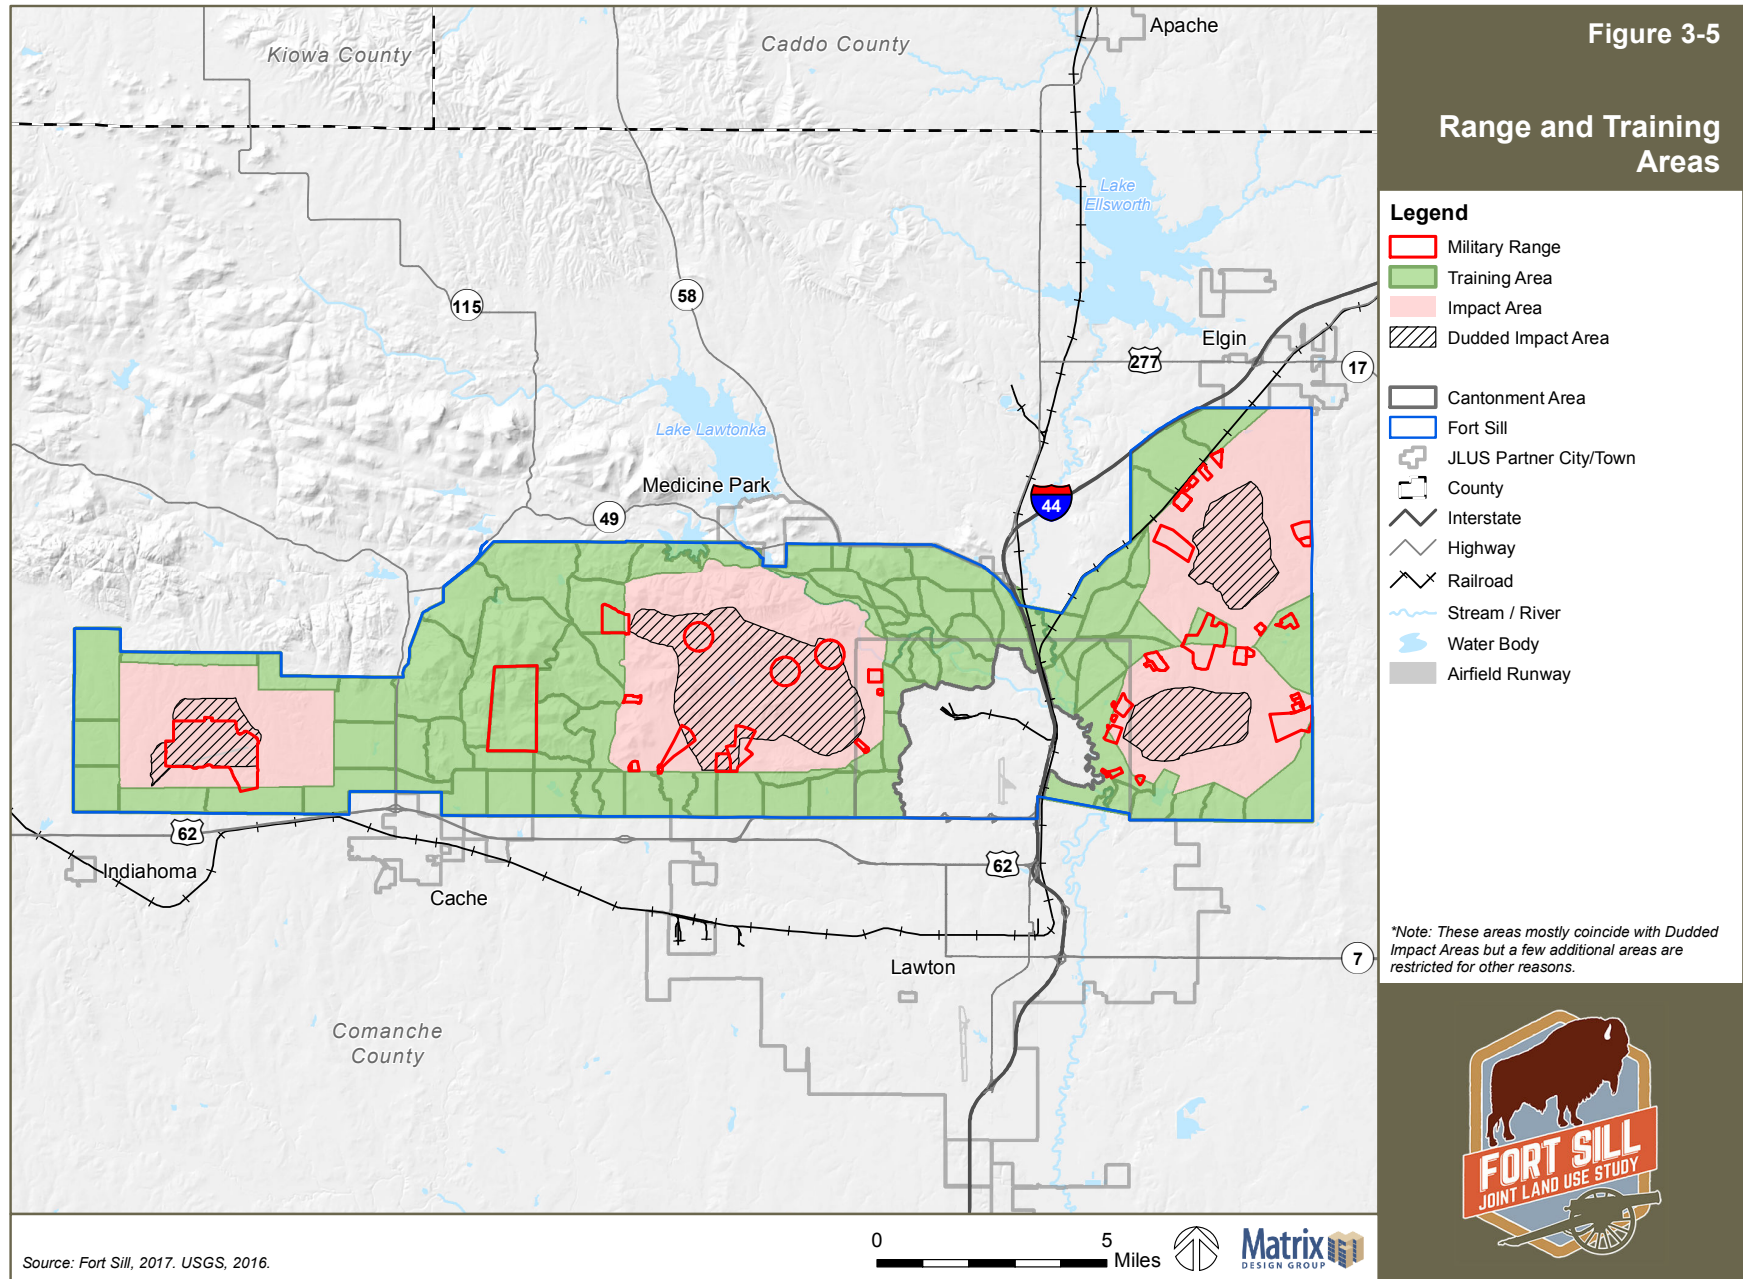 Figure 3-5
Range and Training
Areas
Legend
Military Range
Training Area
Impact Area
Dudded Impact Area
Cantonment Area
Fort Sill
JLUS Partner City/Town
County
Interstate
Highway
Railroad
Stream / River
Water Body
Airfield Runway
*Note: These areas mostly coincide with Dudded
Impact Areas but a few additional areas are
restricted for other reasons.
FORT SILL
JOINT LAND USE STUDY
Kiowa County
Caddo County
Apache
Lake
Ellsworth
115
58
Elgin
277
17
Lake Lawtonka
Medicine Park
49
44
62
Indiahoma
Cache
62
Lawton
7
Comanche
County
Source: Fort Sill, 2017. USGS, 2016.
0 5
Miles
Matrix
DESIGN GROUP